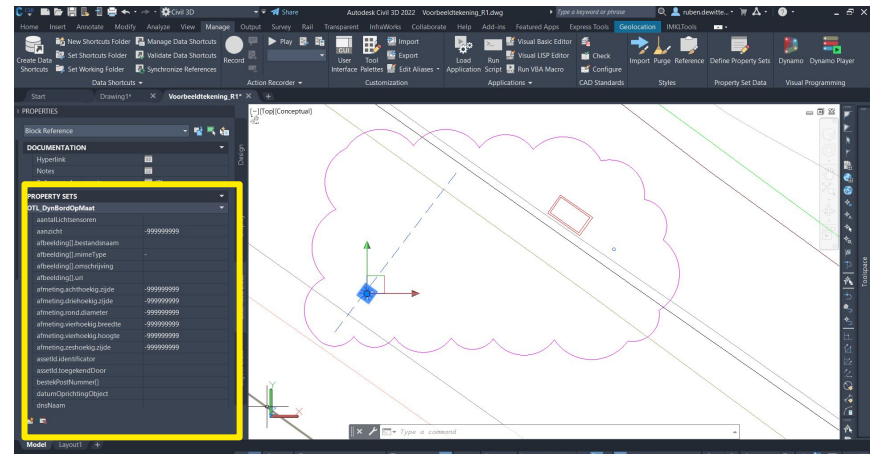 Civil 3D
Share
Autodesk Civil 3D 2022 Voorbeeldtekening_R1.dwg
Type a keyword or phrase
ruben.dewitte...
Home Insert Annotate Modify Analyze View Manage Output Survey Rail Transparent InfraWorks Collaborate Help Add-ins Featured Apps Express Tools Geolocation IMKLTools
Create Data Shortcuts
New Shortcuts Folder
Set Shortcuts Folder
Set Working Folder
Manage Data Shortcuts
Validate Data Shortcuts
Synchronize References
Record
Play
CUI
User Interface
Tool Palettes
Import
Export
Edit Aliases
Load Application
Run Script
Visual Basic Editor
Visual LISP Editor
Run VBA Macro
Check
Configure
Import Purge Reference
Define Property Sets
Dynamo Dynamo Player
Data Shortcuts
Action Recorder
Customization
Applications
CAD Standards
Styles
Property Set Data
Visual Programming
Start
Drawing1*
Voorbeeldtekening_R1*
PROPERTIES
Block Reference
DOCUMENTATION
Hyperlink
Notes
PROPERTY SETS
OTL_DynBordOpMaat
aantalLichtsensoren
aanzicht -999999999
afbeelding[].bestandsnaam
afbeelding[].mimeType -
afbeelding[].omschrijving
afbeelding[].uri
afmeting.achthoekig.zijde -999999999
afmeting.driehoekig.zijde -999999999
afmeting.rond.diameter -999999999
afmeting.vierhoekig.breedte -999999999
afmeting.vierhoekig.hoogte -999999999
afmeting.zeshoekig.zijde -999999999
assetId.identificator
assetId.toegekendDoor
bestekPostNummer[]
datumOprichtingObject
dnsNaam
Design
[-][Top][Conceptual]
Y
X
Type a command
Toolspace
Model Layout1